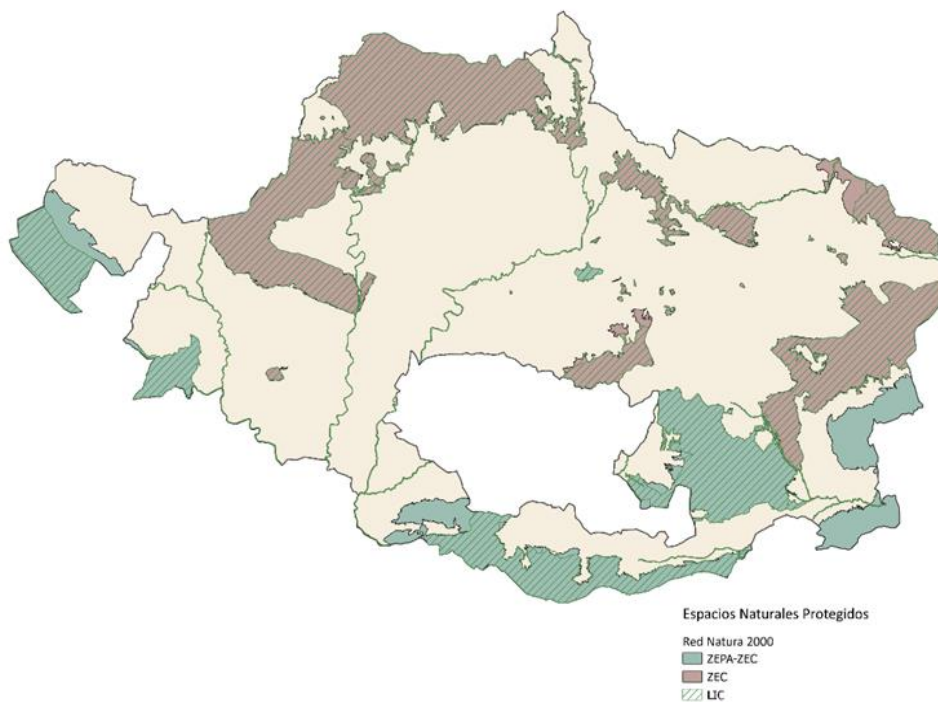 Espacios Naturales Protegidos
Red Natura 2000
ZEPA-ZEC
ZEC
LIC